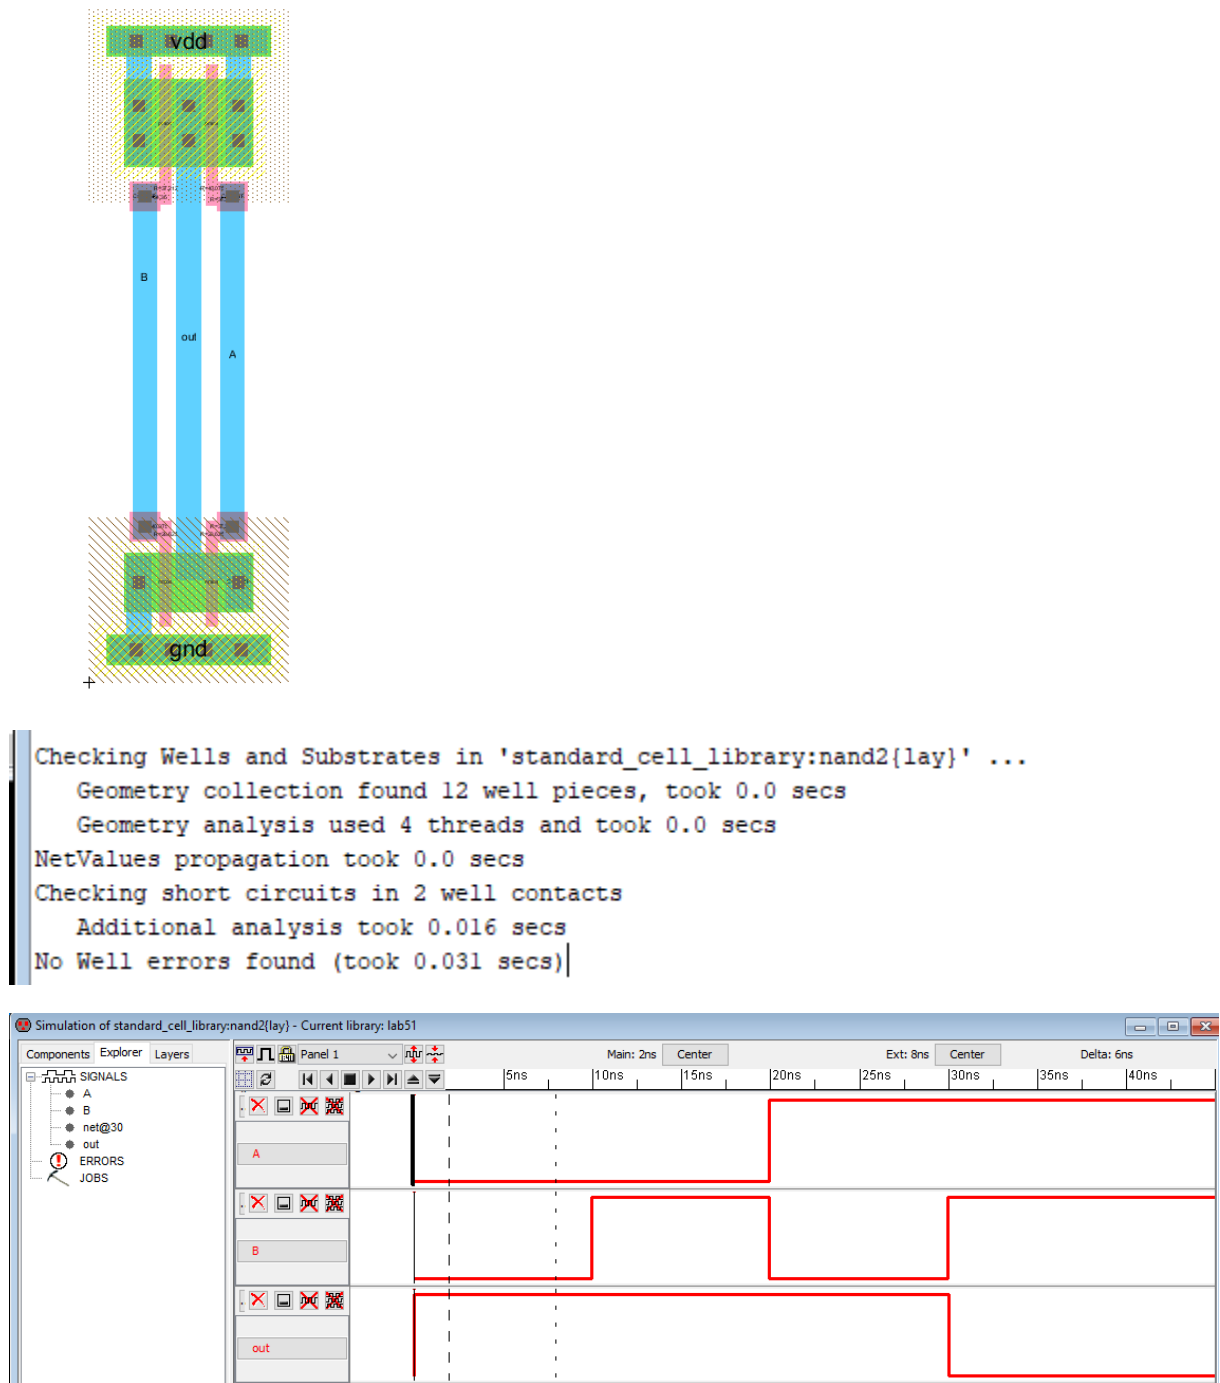 vdd
B
out
A
gnd
Checking Wells and Substrates in 'standard_cell_library:nand2{lay}' ...
Geometry collection found 12 well pieces, took 0.0 secs
Geometry analysis used 4 threads and took 0.0 secs
NetValues propagation took 0.0 secs
Checking short circuits in 2 well contacts
Additional analysis took 0.016 secs
No Well errors found (took 0.031 secs)
Simulation of standard_cell_library:nand2{lay} - Current library: lab51
Components Explorer Layers
Panel 1
Main: 2ns Center Ext: 8ns Center Delta: 6ns
SIGNALS
A
B
net@30
out
ERRORS
JOBS
5ns 10ns 15ns 20ns 25ns 30ns 35ns 40ns
A
B
out